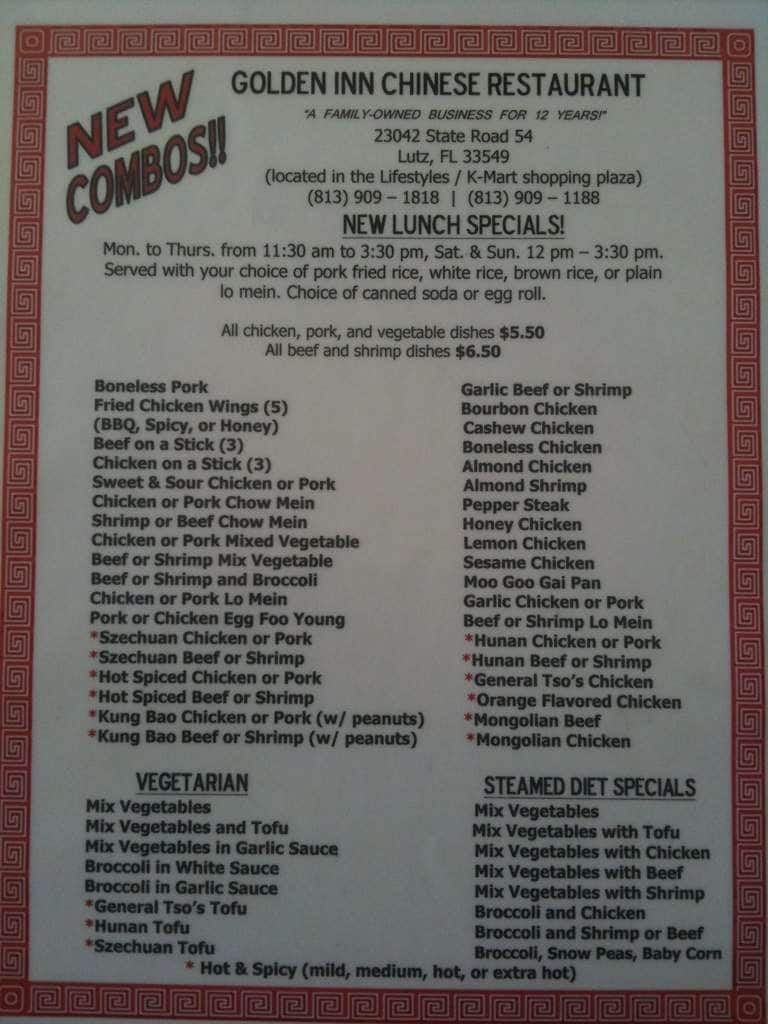 NEW COMBOS!!
GOLDEN INN CHINESE RESTAURANT
"A FAMILY-OWNED BUSINESS FOR 12 YEARS!"
23042 State Road 54
Lutz, FL 33549
(located in the Lifestyles / K-Mart shopping plaza)
(813) 909 – 1818 | (813) 909 – 1188
NEW LUNCH SPECIALS!
Mon. to Thurs. from 11:30 am to 3:30 pm, Sat. & Sun. 12 pm – 3:30 pm.
Served with your choice of pork fried rice, white rice, brown rice, or plain
lo mein. Choice of canned soda or egg roll.
All chicken, pork, and vegetable dishes $5.50
All beef and shrimp dishes $6.50
Boneless Pork
Fried Chicken Wings (5)
(BBQ, Spicy, or Honey)
Beef on a Stick (3)
Chicken on a Stick (3)
Sweet & Sour Chicken or Pork
Chicken or Pork Chow Mein
Shrimp or Beef Chow Mein
Chicken or Pork Mixed Vegetable
Beef or Shrimp Mix Vegetable
Beef or Shrimp and Broccoli
Chicken or Pork Lo Mein
Pork or Chicken Egg Foo Young
*Szechuan Chicken or Pork
*Szechuan Beef or Shrimp
*Hot Spiced Chicken or Pork
*Hot Spiced Beef or Shrimp
*Kung Bao Chicken or Pork (w/ peanuts)
*Kung Bao Beef or Shrimp (w/ peanuts)
Garlic Beef or Shrimp
Bourbon Chicken
Cashew Chicken
Boneless Chicken
Almond Chicken
Almond Shrimp
Pepper Steak
Honey Chicken
Lemon Chicken
Sesame Chicken
Moo Goo Gai Pan
Garlic Chicken or Pork
Beef or Shrimp Lo Mein
*Hunan Chicken or Pork
*Hunan Beef or Shrimp
*General Tso's Chicken
*Orange Flavored Chicken
*Mongolian Beef
*Mongolian Chicken
VEGETARIAN
Mix Vegetables
Mix Vegetables and Tofu
Mix Vegetables in Garlic Sauce
Broccoli in White Sauce
Broccoli in Garlic Sauce
*General Tso's Tofu
*Hunan Tofu
*Szechuan Tofu
STEAMED DIET SPECIALS
Mix Vegetables
Mix Vegetables with Tofu
Mix Vegetables with Chicken
Mix Vegetables with Beef
Mix Vegetables with Shrimp
Broccoli and Chicken
Broccoli and Shrimp or Beef
Broccoli, Snow Peas, Baby Corn
* Hot & Spicy (mild, medium, hot, or extra hot)